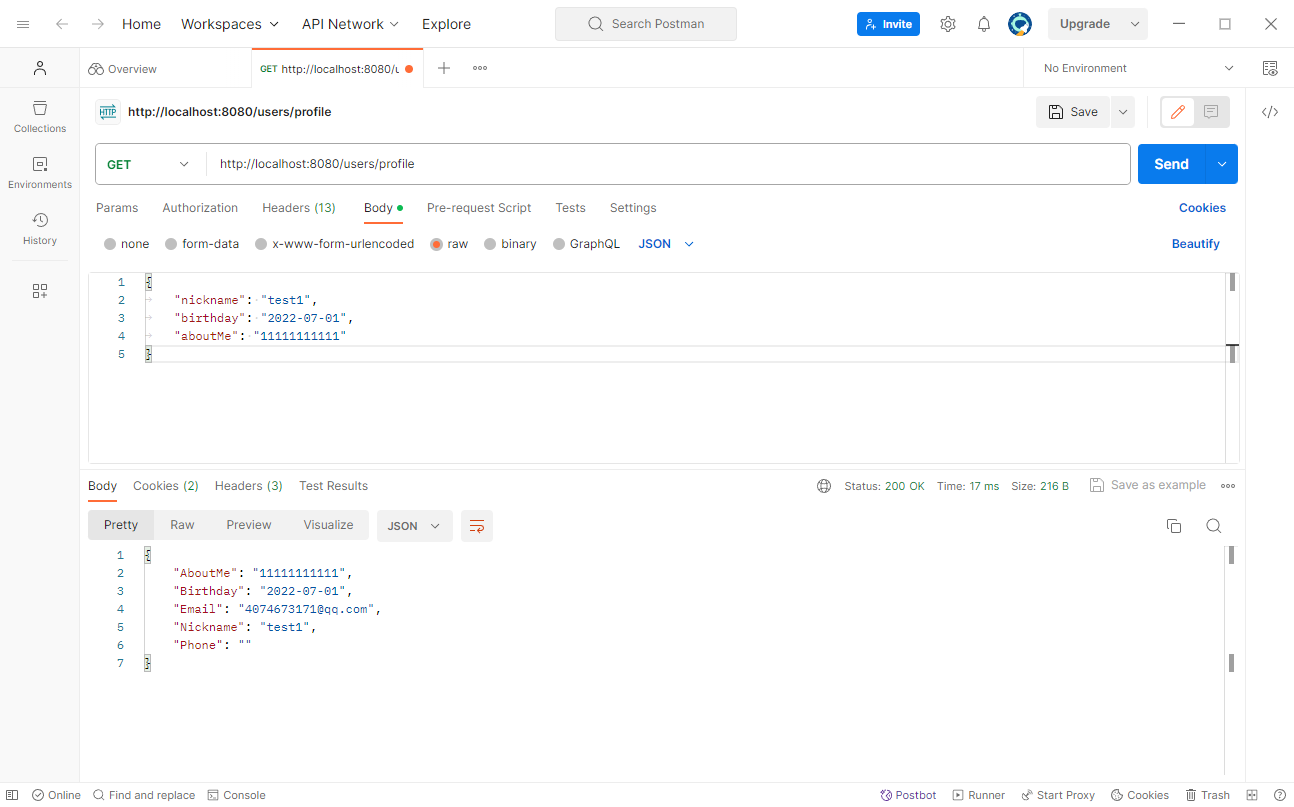 Home Workspaces API Network Explore Search Postman Invite Upgrade
Overview GET http://localhost:8080/u No Environment
HTTP http://localhost:8080/users/profile Save
Collections
Environments
History
GET http://localhost:8080/users/profile Send
Params Authorization Headers (13) Body Pre-request Script Tests Settings Cookies
none form-data x-www-form-urlencoded raw binary GraphQL JSON Beautify
1 {
2 "nickname": "test1",
3 "birthday": "2022-07-01",
4 "aboutMe": "11111111111"
5 }
Body Cookies (2) Headers (3) Test Results Status: 200 OK Time: 17 ms Size: 216 B Save as example
Pretty Raw Preview Visualize JSON
1 {
2 "AboutMe": "11111111111",
3 "Birthday": "2022-07-01",
4 "Email": "4074673171@qq.com",
5 "Nickname": "test1",
6 "Phone": ""
7 }
Online Find and replace Console Postbot Runner Start Proxy Cookies Trash